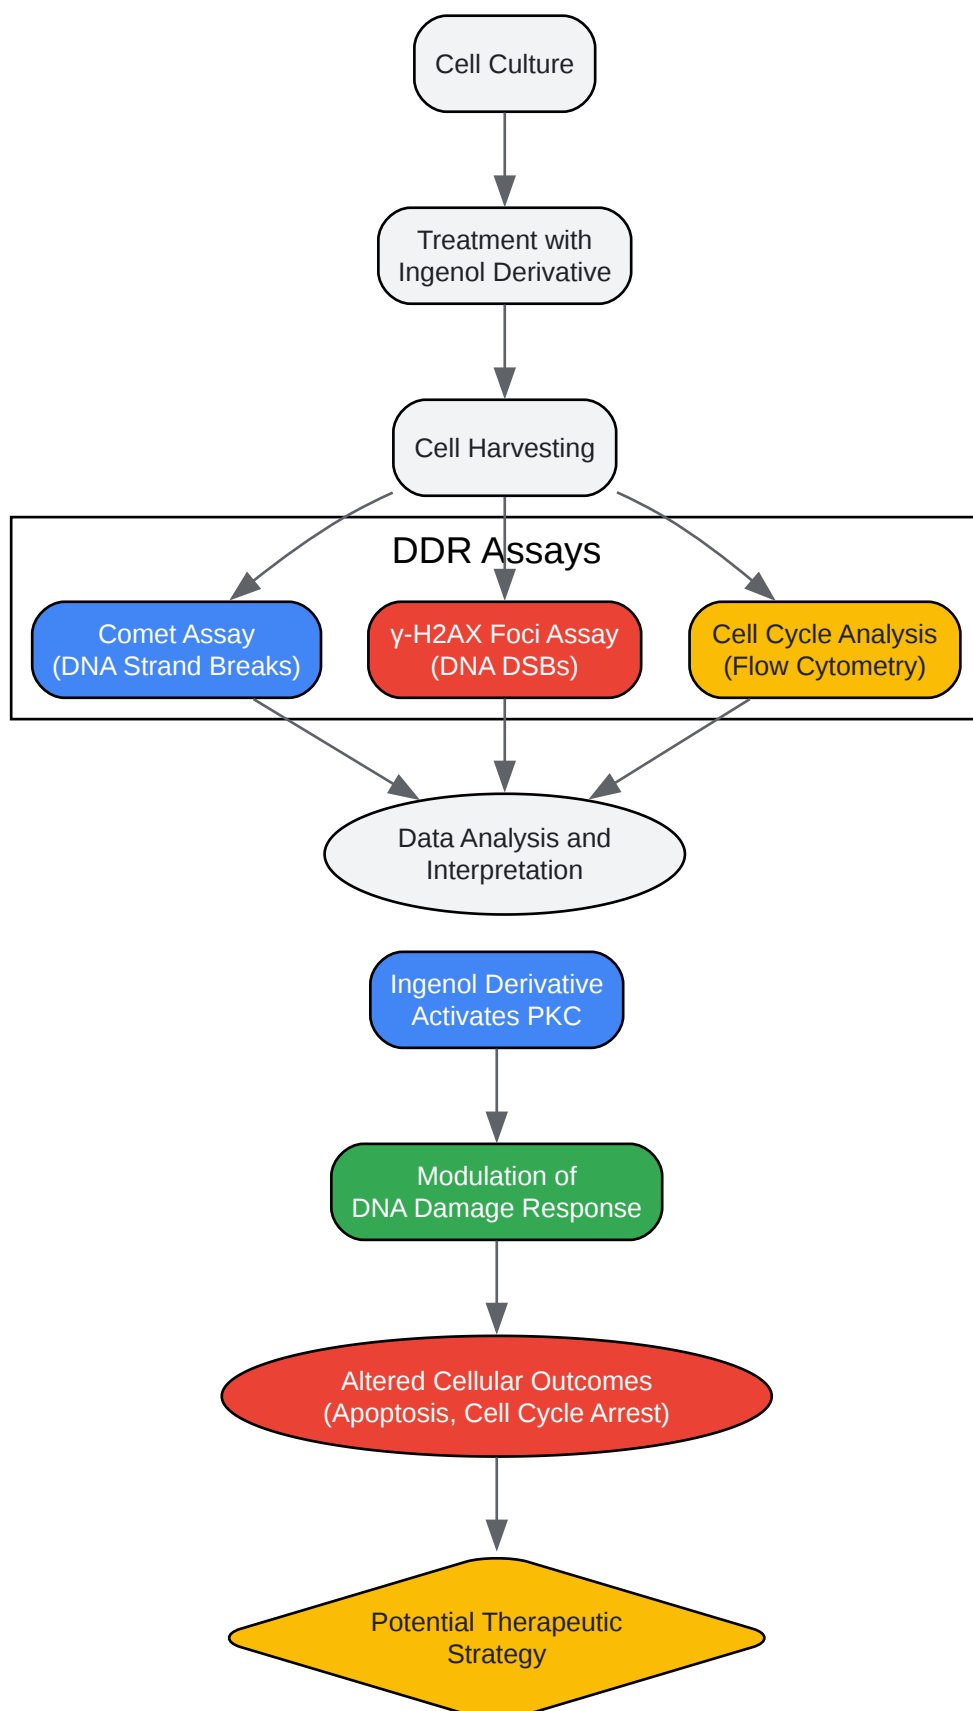 Cell Culture
Treatment with
Ingenol Derivative
Cell Harvesting
DDR Assays
Comet Assay
(DNA Strand Breaks)
γ-H2AX Foci Assay
(DNA DSBs)
Cell Cycle Analysis
(Flow Cytometry)
Data Analysis and
Interpretation
Ingenol Derivative
Activates PKC
Modulation of
DNA Damage Response
Altered Cellular Outcomes
(Apoptosis, Cell Cycle Arrest)
Potential Therapeutic
Strategy